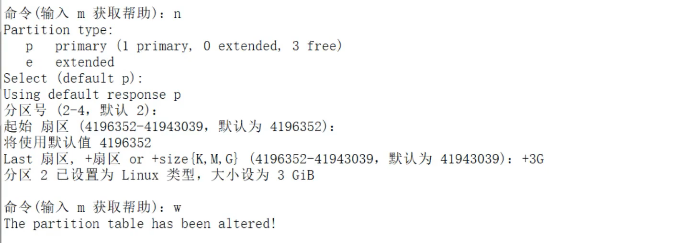 命令(输入 m 获取帮助)：n
Partition type:
   p   primary (1 primary, 0 extended, 3 free)
   e   extended
Select (default p):
Using default response p
分区号 (2-4，默认 2)：
起始 扇区 (4196352-41943039，默认为 4196352)：
将使用默认值 4196352
Last 扇区, +扇区 or +size{K,M,G} (4196352-41943039，默认为 41943039)：+3G
分区 2 已设置为 Linux 类型，大小设为 3 GiB
命令(输入 m 获取帮助)：w
The partition table has been altered!